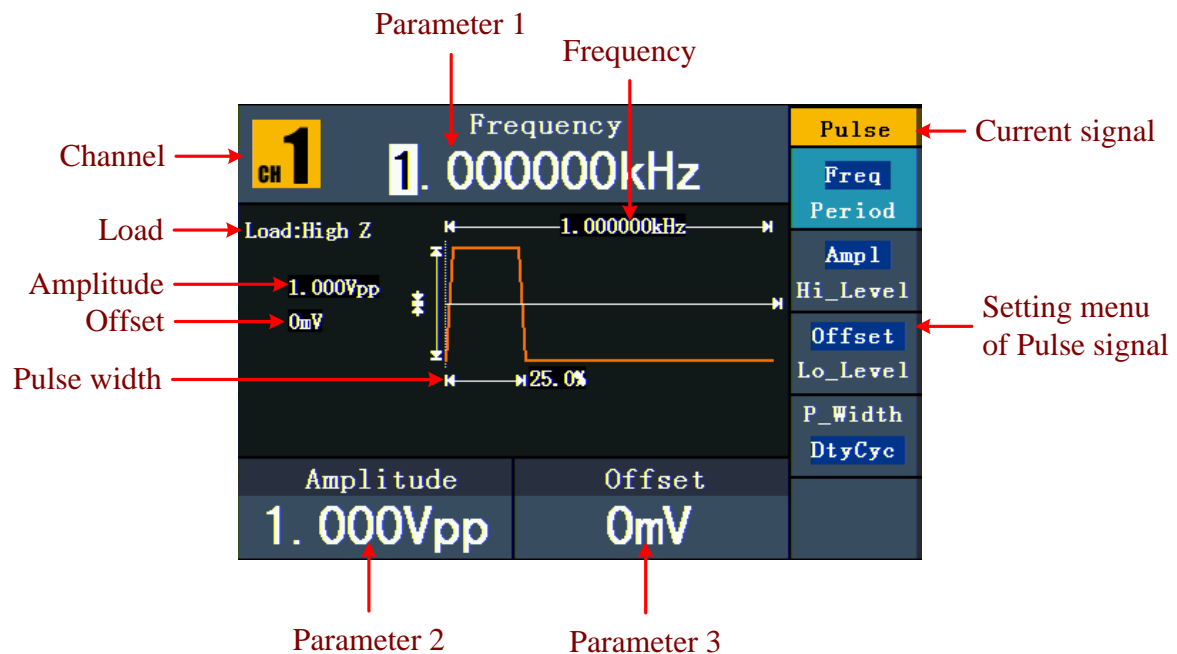 Parameter 1
Frequency
Channel
CH 1
Frequency
1.000000kHz
Pulse
Current signal
Freq
Period
Load
Load:High Z
1.000000kHz
Amplitude
1.000Vpp
Offset
0mV
Ampl
Hi_Level
Setting menu
of Pulse signal
Offset
Lo_Level
Pulse width
25.0%
P_Width
DtyCyc
Amplitude
1.000Vpp
Offset
0mV
Parameter 2
Parameter 3